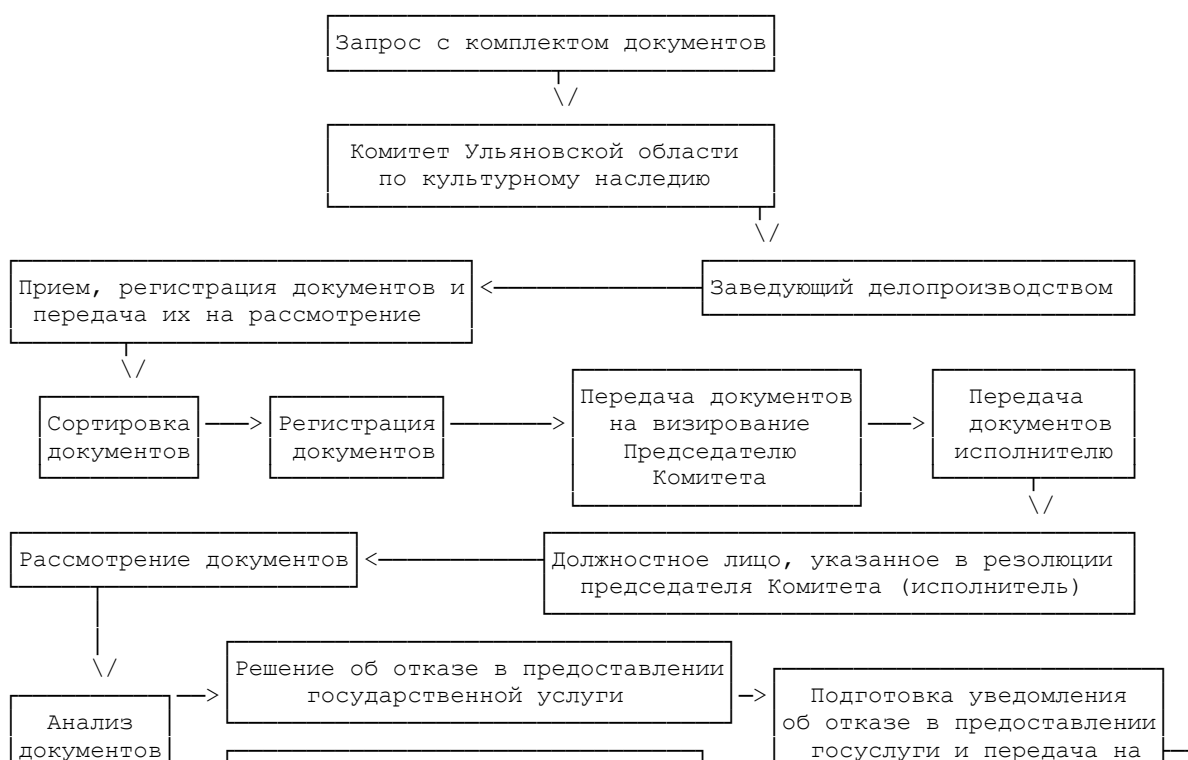 Запрос с комплектом документов
Комитет Ульяновской области
по культурному наследию
Прием, регистрация документов и
передача их на рассмотрение
Заведующий делопроизводством
Сортировка
документов
Регистрация
документов
Передача документов
на визирование
Председателю
Комитета
Передача
документов
исполнителю
Рассмотрение документов
Должностное лицо, указанное в резолюции
председателя Комитета (исполнитель)
Решение об отказе в предоставлении
государственной услуги
Анализ
документов
Подготовка уведомления
об отказе в предоставлении
госуслуги и передача на